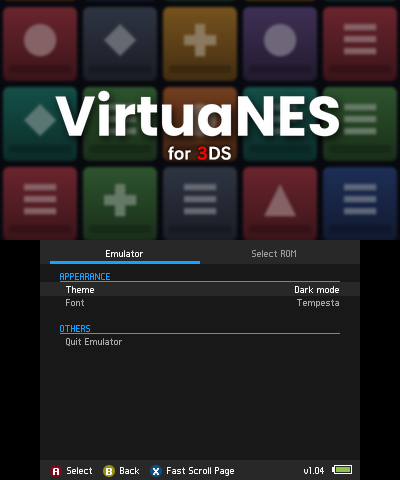 VirtuaNES
for 3DS
Emulator Select ROM
APPEARANCE
Theme Dark mode
Font Tempesta
OTHERS
Quit Emulator
A Select B Back X Fast Scroll Page v1.04